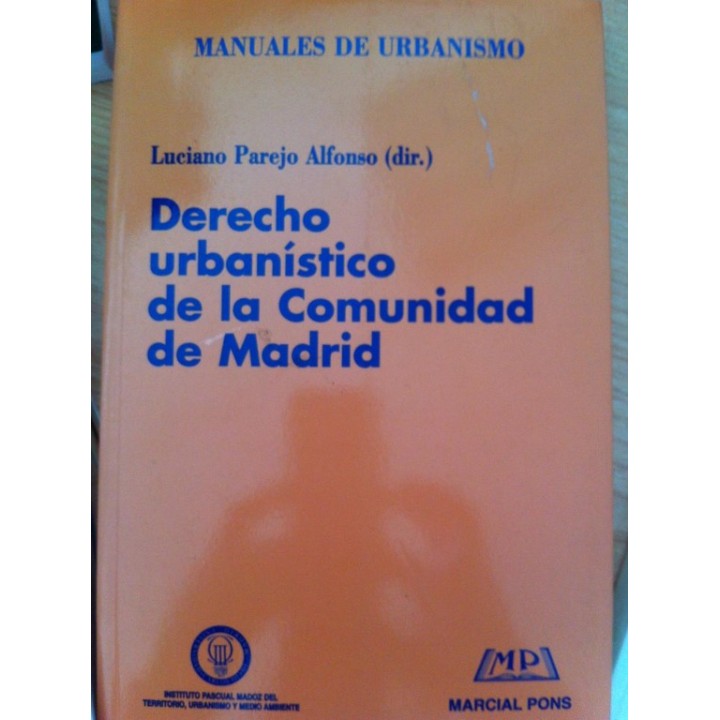 MANUALES DE URBANISMO
Luciano Parejo Alfonso (dir.)
Derecho
urbanístico
de la Comunidad
de Madrid
INSTITUTO PASCUAL MADOZ DEL
TERRITORIO, URBANISMO Y MEDIO AMBIENTE
MP
MARCIAL PONS